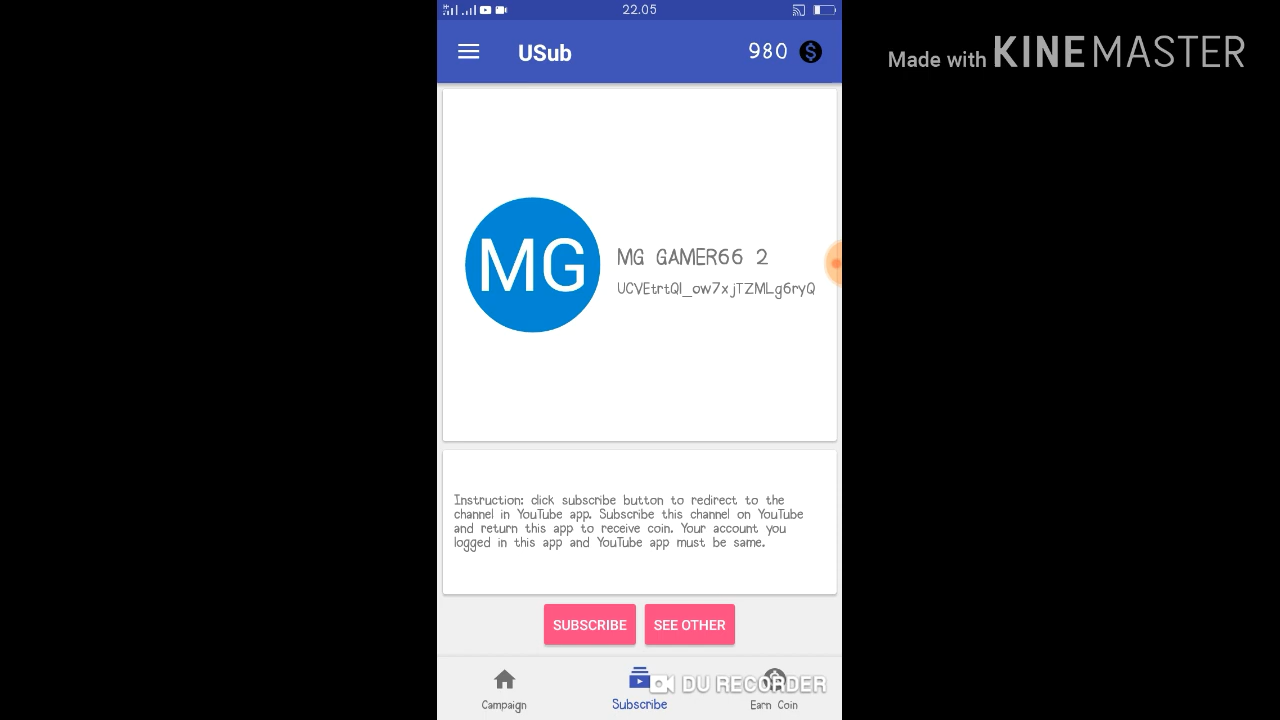 22.05
USub
980
Made with KINEMASTER
MG
MG GAMER66 2
UCVEtrtQl_ow7xjTZMLg6ryQ
Instruction: click subscribe button to redirect to the
channel in YouTube app. Subscribe this channel on YouTube
and return this app to receive coin. Your account you
logged in this app and YouTube app must be same.
SUBSCRIBE
SEE OTHER
DU RECORDER
Campaign
Subscribe
Earn Coin